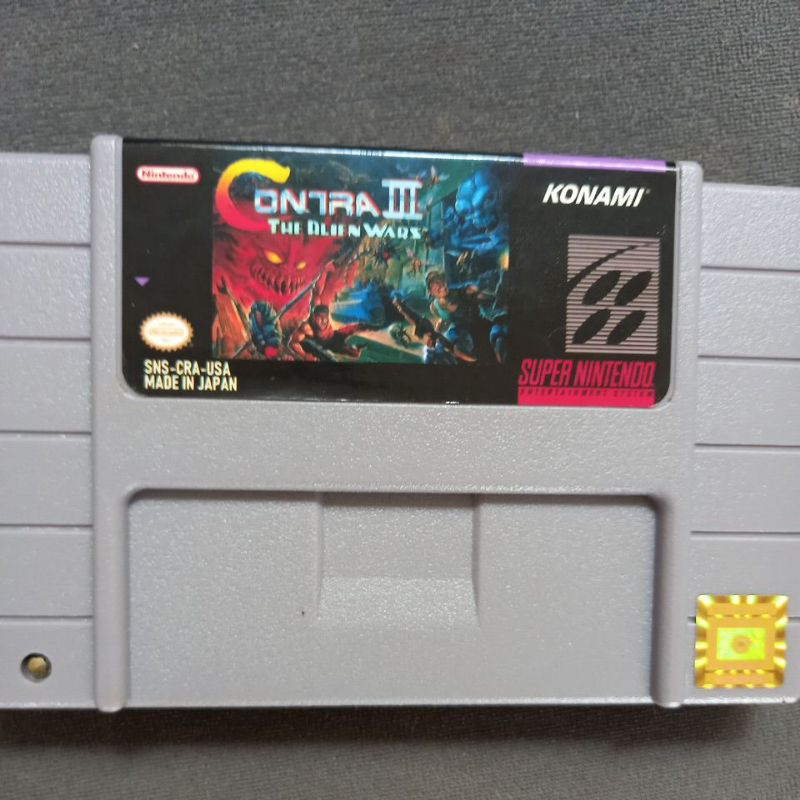 Nintendo
CONTRA III
THE ALIEN WARS
KONAMI
SNS-CRA-USA
MADE IN JAPAN
SUPER NINTENDO
ENTERTAINMENT SYSTEM